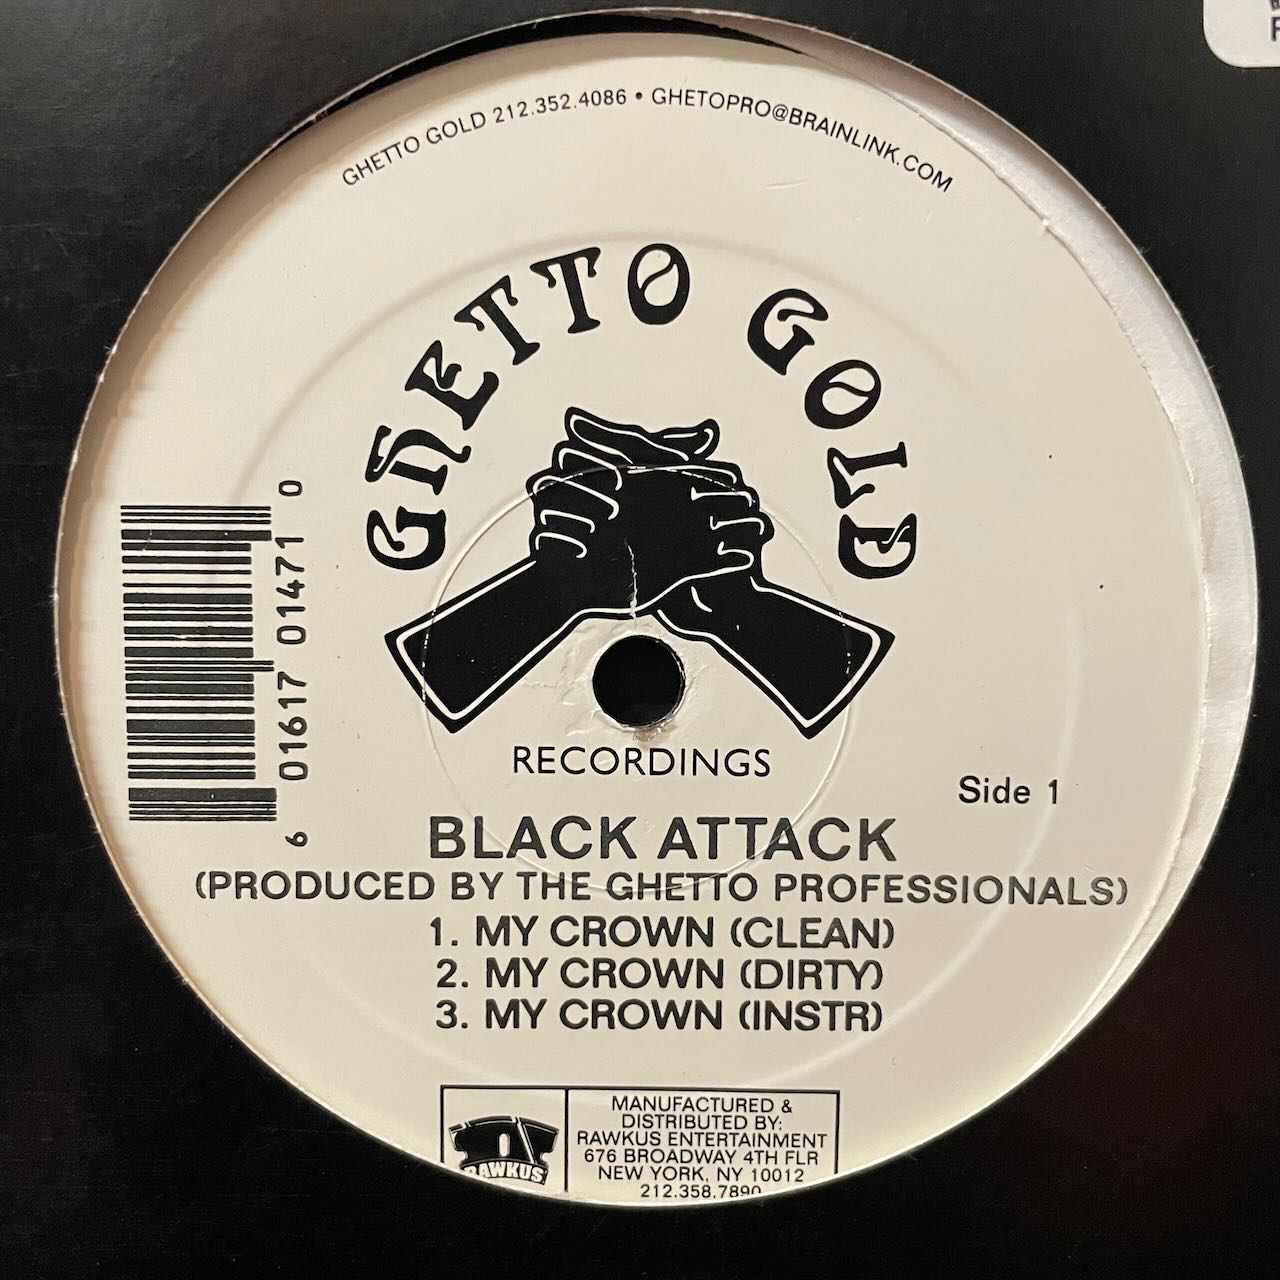 GHETTO GOLD 212.352.4086 • GHETOPRO@BRAINLINK.COM
GHETTO GOLD
RECORDINGS
6 01617 01471 0
Side 1
BLACK ATTACK
(PRODUCED BY THE GHETTO PROFESSIONALS)
1. MY CROWN (CLEAN)
2. MY CROWN (DIRTY)
3. MY CROWN (INSTR)
RAWKUS
MANUFACTURED &
DISTRIBUTED BY:
RAWKUS ENTERTAINMENT
676 BROADWAY 4TH FLR
NEW YORK, NY 10012
212.358.7890